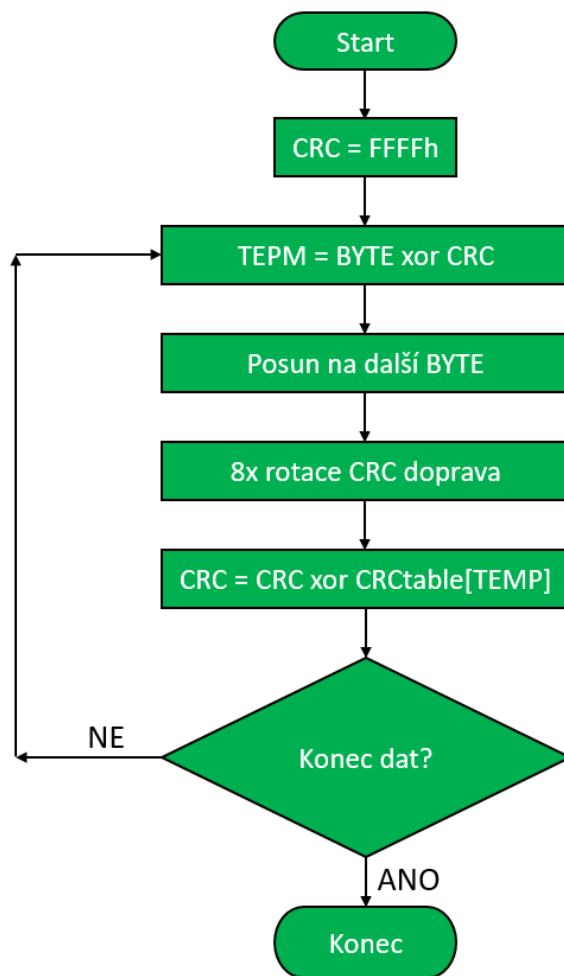 Start
CRC = FFFFh
TEPM = BYTE xor CRC
Posun na další BYTE
8x rotace CRC doprava
CRC = CRC xor CRCtable[TEMP]
Konec dat?
NE
ANO
Konec